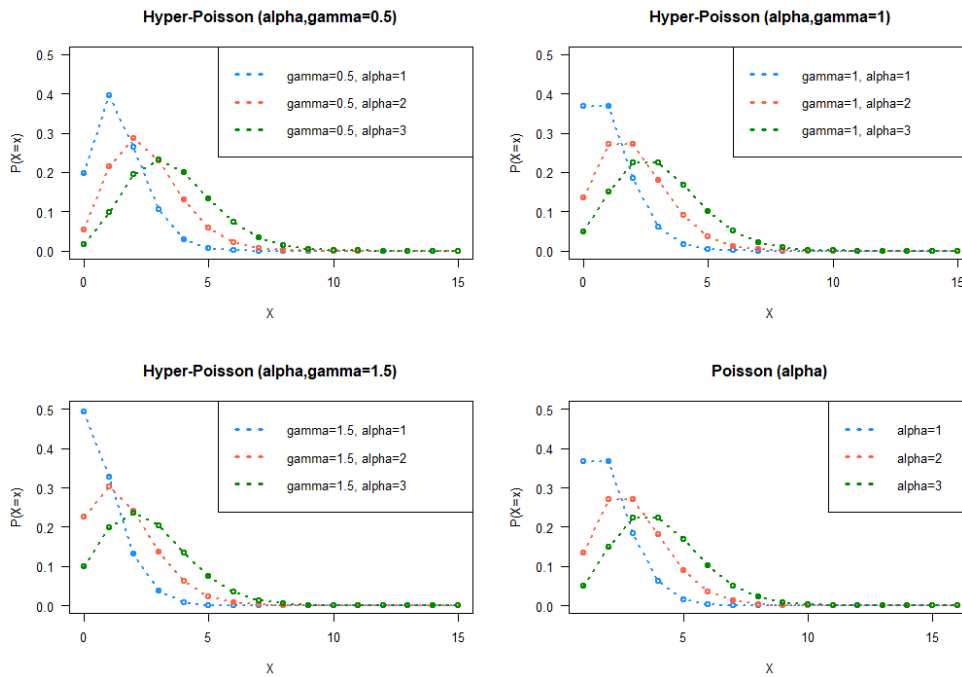 Hyper-Poisson (alpha,gamma=0.5)
0.5
0.4
0.3
0.2
0.1
0.0
P(X=x)
gamma=0.5, alpha=1
gamma=0.5, alpha=2
gamma=0.5, alpha=3
0 5 10 15
X
Hyper-Poisson (alpha,gamma=1)
0.5
0.4
0.3
0.2
0.1
0.0
P(X=x)
gamma=1, alpha=1
gamma=1, alpha=2
gamma=1, alpha=3
0 5 10 15
X
Hyper-Poisson (alpha,gamma=1.5)
0.5
0.4
0.3
0.2
0.1
0.0
P(X=x)
gamma=1.5, alpha=1
gamma=1.5, alpha=2
gamma=1.5, alpha=3
0 5 10 15
X
Poisson (alpha)
0.5
0.4
0.3
0.2
0.1
0.0
P(X=x)
alpha=1
alpha=2
alpha=3
5 10 15
X